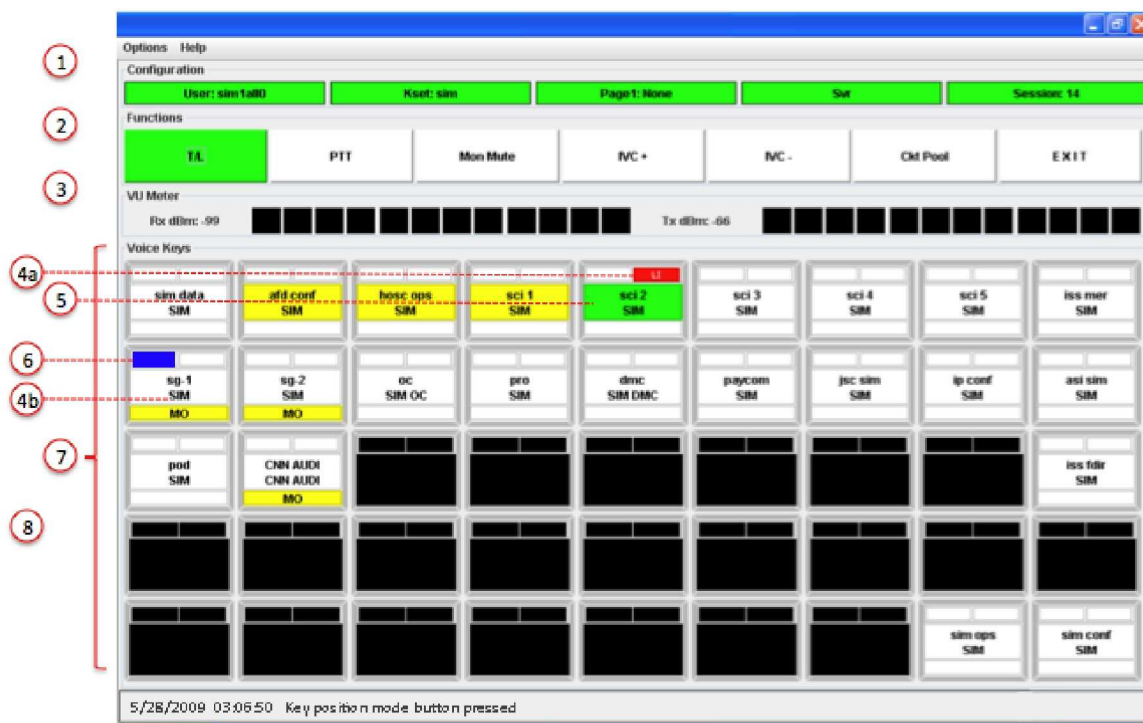 Options Help
1
Configuration
User: sim1all0 Kset: sim Page1: None Svr Session: 14
2
Functions
T/L PTT Mon Mute IVC + IVC - Ckt Pool EXIT
3
VU Meter
Rx dBm: -99 Tx dBm: -66
Voice Keys
4a
LI
5
sim data afd conf hosc ops sci 1 sci 2 sci 3 sci 4 sci 5 iss mer
SIM SIM SIM SIM SIM SIM SIM SIM SIM
6
sg-1 sg-2 oc pro dmc paycom jsc sim ip conf asi sim
4b
SIM SIM SIM OC SIM SIM DMC SIM SIM SIM SIM
MO MO
7
pod CNN AUDI iss fdir
SIM CNN AUDI SIM
MO
8
sim ops sim conf
SIM SIM
5/28/2009 03:06:50 Key position mode button pressed